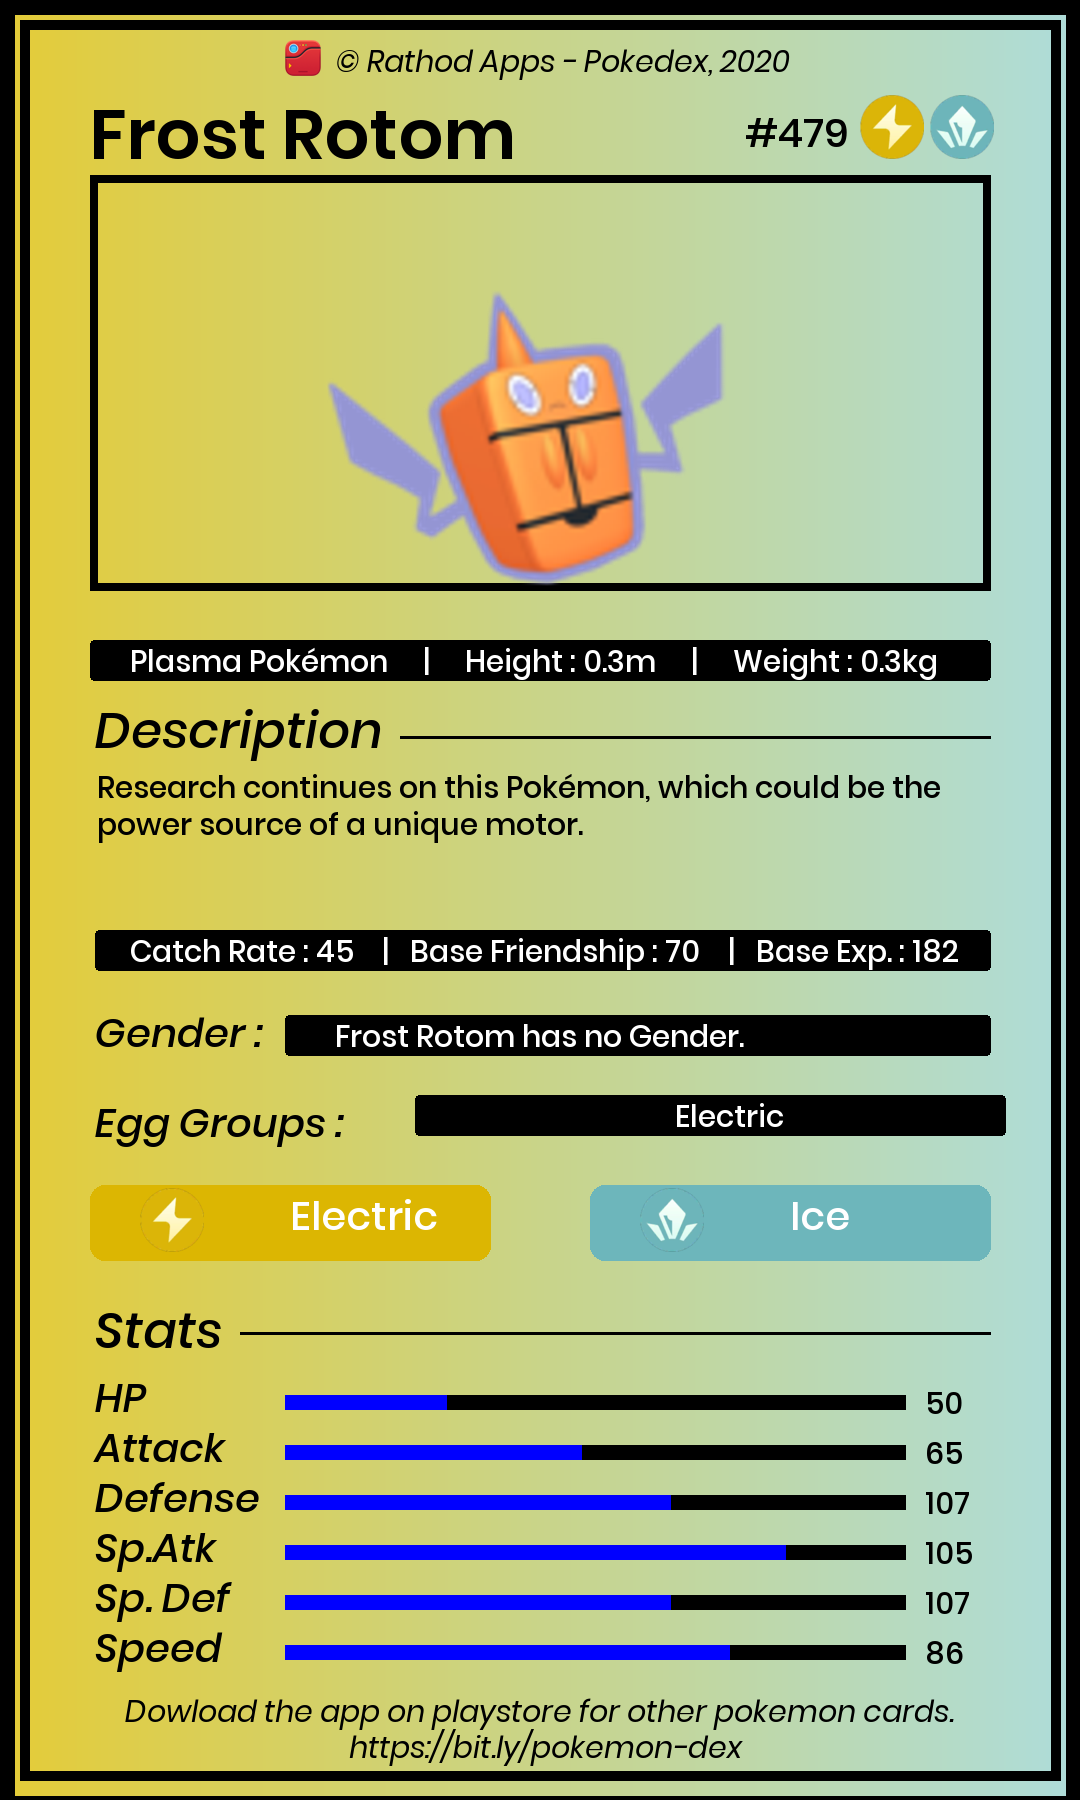 © Rathod Apps - Pokedex, 2020
Frost Rotom #479
Plasma Pokémon | Height : 0.3m | Weight : 0.3kg
Description
Research continues on this Pokémon, which could be the
power source of a unique motor.
Catch Rate : 45 | Base Friendship : 70 | Base Exp. : 182
Gender : Frost Rotom has no Gender.
Egg Groups : Electric
Electric Ice
Stats
HP 50
Attack 65
Defense 107
Sp.Atk 105
Sp. Def 107
Speed 86
Dowload the app on playstore for other pokemon cards.
https://bit.ly/pokemon-dex